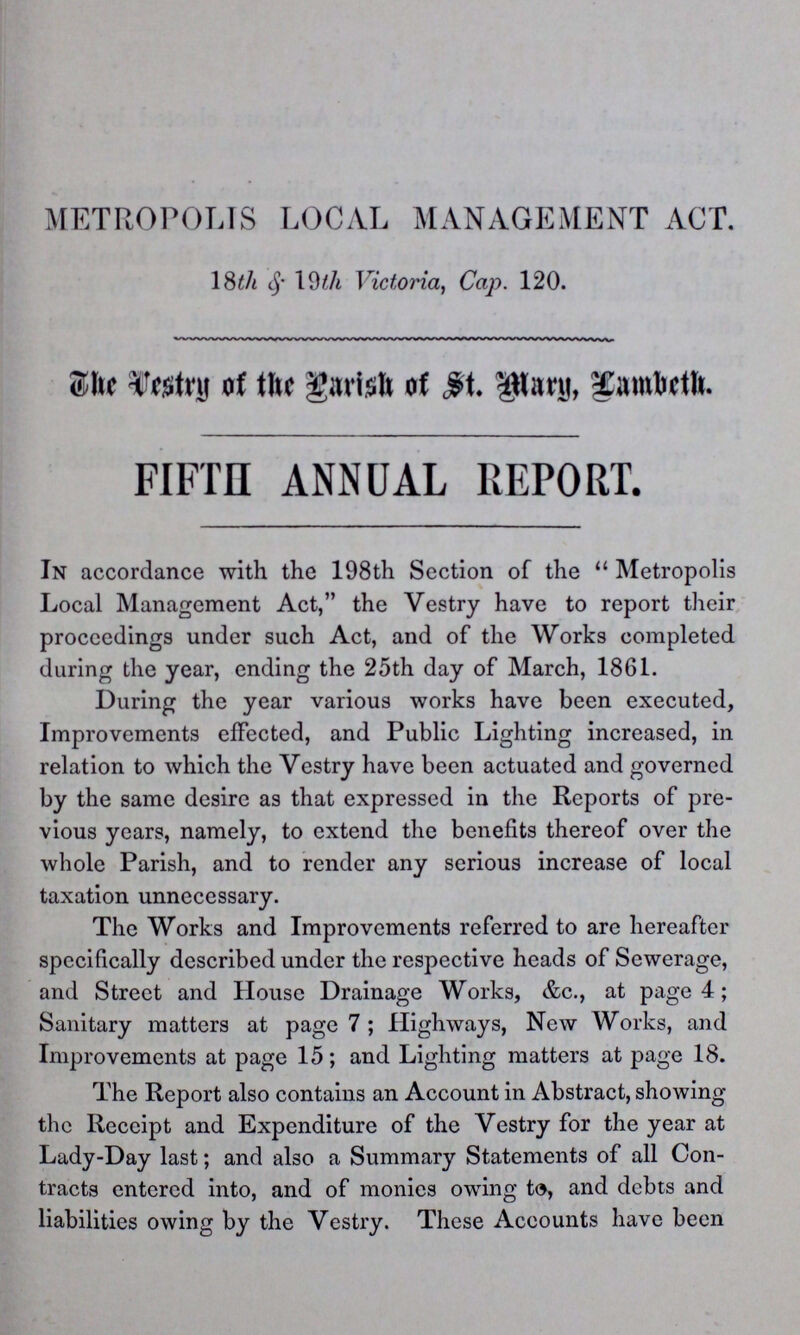 METROPOLIS LOCAL MANAGEMENT ACT.
18th & 19th Victoria, Cap. 120.
The Vestry of the Parish of St. Mary, Lambeth.
FIFTH ANNUAL REPORT.
In accordance with the 198th Section of the “Metropolis
Local Management Act,” the Vestry have to report their
proceedings under such Act, and of the Works completed
during the year, ending the 25th day of March, 1861.
During the year various works have been executed,
Improvements effected, and Public Lighting increased, in
relation to which the Vestry have been actuated and governed
by the same desire as that expressed in the Reports of pre-
vious years, namely, to extend the benefits thereof over the
whole Parish, and to render any serious increase of local
taxation unnecessary.
The Works and Improvements referred to are hereafter
specifically described under the respective heads of Sewerage,
and Street and House Drainage Works, &c., at page 4;
Sanitary matters at page 7; Highways, New Works, and
Improvements at page 15; and Lighting matters at page 18.
The Report also contains an Account in Abstract, showing
the Receipt and Expenditure of the Vestry for the year at
Lady-Day last; and also a Summary Statements of all Con-
tracts entered into, and of monies owing to, and debts and
liabilities owing by the Vestry. These Accounts have been